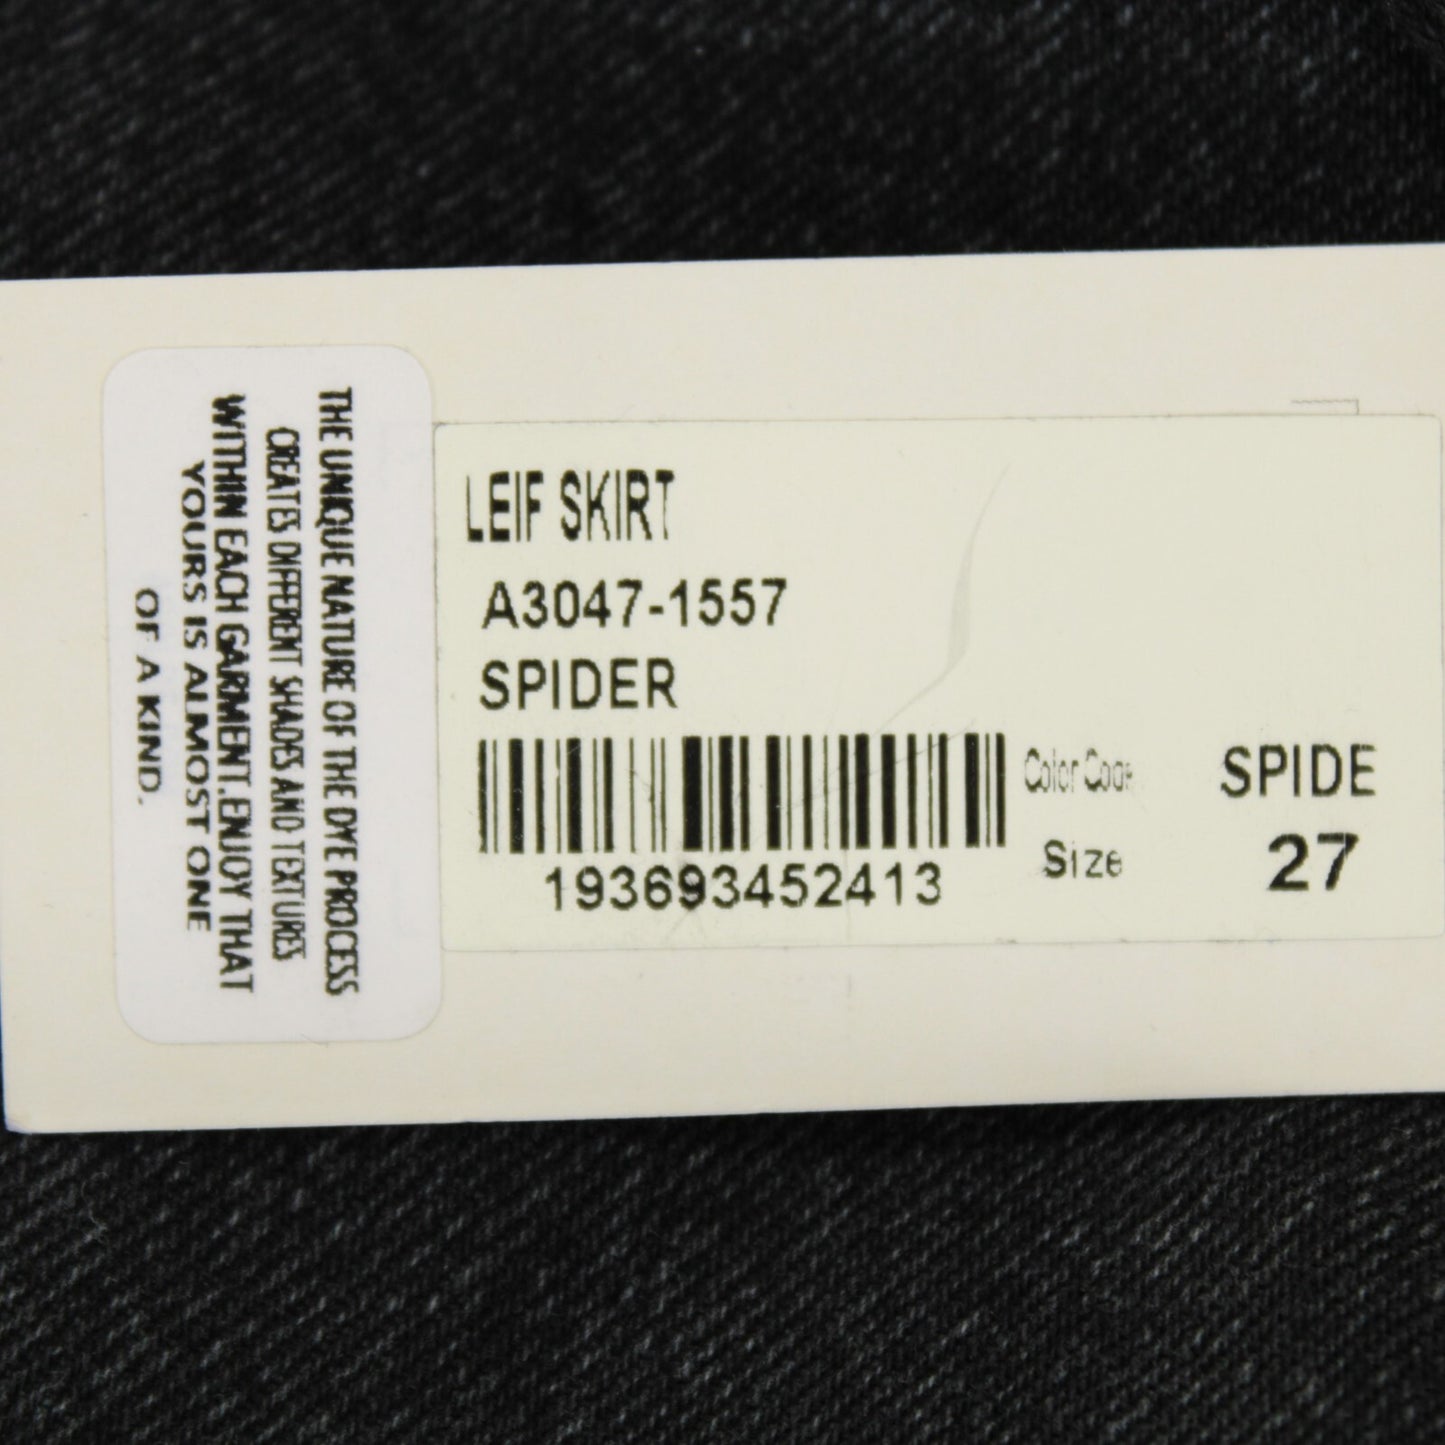 THE UNIQUE NATURE OF THE DYE PROCESS
CREATES DIFFERENT SHADES AND TEXTURES
WITHIN EACH GARMENT.ENJOY THAT
YOURS IS ALMOST ONE
OF A KIND.
LEIF SKIRT
A3047-1557
SPIDER
193693452413
Color Code SPIDE
Size 27